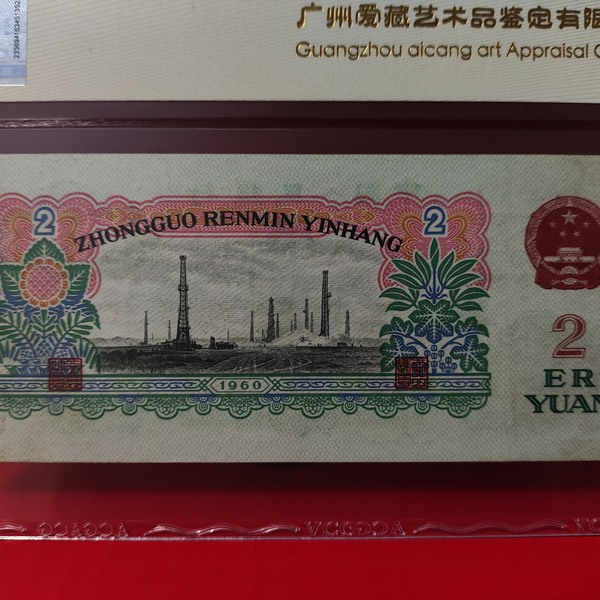 广州爱藏艺术品鉴定有限
Guangzhou aicang art Appraisal C
2 2
ZHONGGUO RENMIN YINHANG
1960
2
ER
YUAN